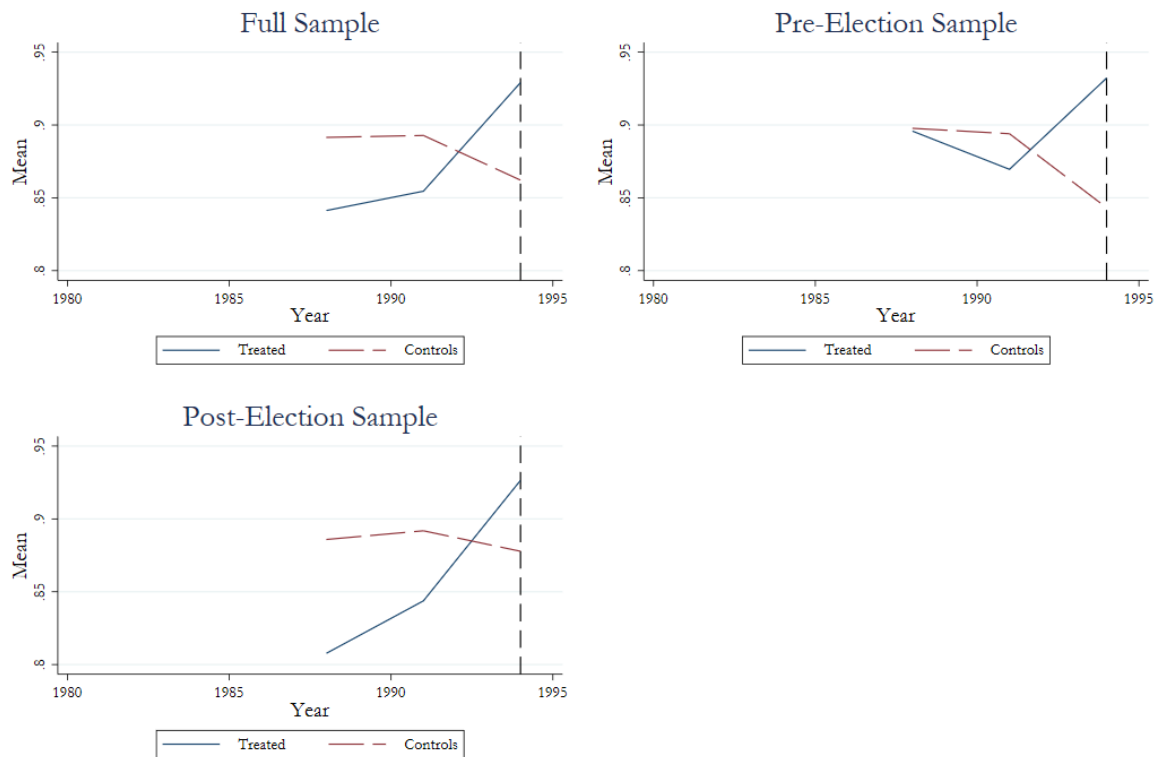 Full Sample
.95
.9
.85
.8
Mean
1980 1985 1990 1995
Year
Treated Controls
Pre-Election Sample
.95
.9
.85
.8
Mean
1980 1985 1990 1995
Year
Treated Controls
Post-Election Sample
.95
.9
.85
.8
Mean
1980 1985 1990 1995
Year
Treated Controls